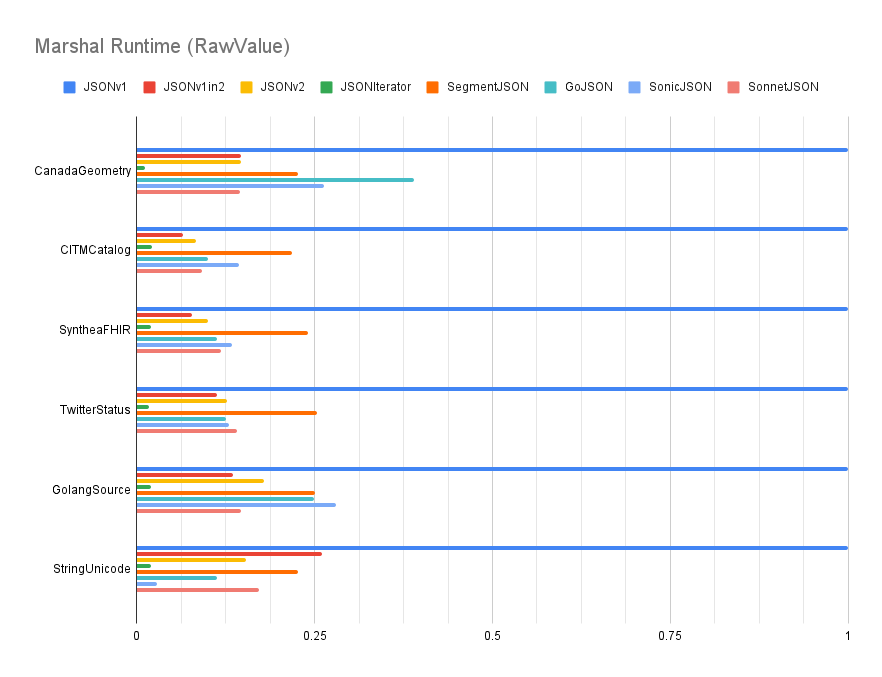 Marshal Runtime (RawValue)
JSONv1 JSONv1in2 JSONv2 JSONIterator SegmentJSON GoJSON SonicJSON SonnetJSON
CanadaGeometry
CITMCatalog
SyntheaFHIR
TwitterStatus
GolangSource
StringUnicode
0 0.25 0.5 0.75 1